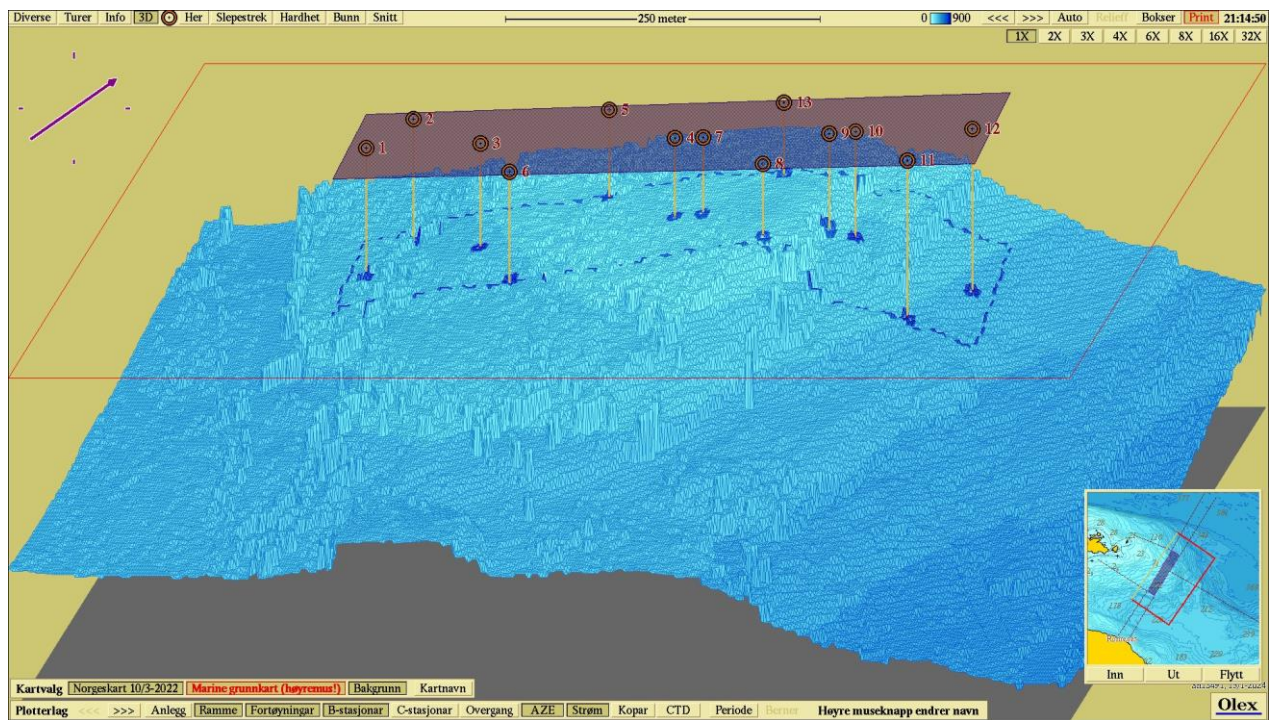 Diverse Turer Info 3D Her Slepestrek Hardhet Bunn Snitt 250 meter 0 900 <<< >>> Auto Relieff Bokser Print 21:14:50
1X 2X 3X 4X 6X 8X 16X 32X
13
5
2
12
10
9
7
4
3
1
11
8
6
Inn Ut Flytt
Kartvalg Norgeskart 10/3-2022 Marine grunnkart (høyremus!) Bakgrunn Kartnavn
Plotterlag <<< >>> Anlegg Ramme Fortøyninger B-stasjonar C-stasjonar Overgang AZE Strøm Kopar CTD Periode Berner Høyre museknapp endrer navn Olex